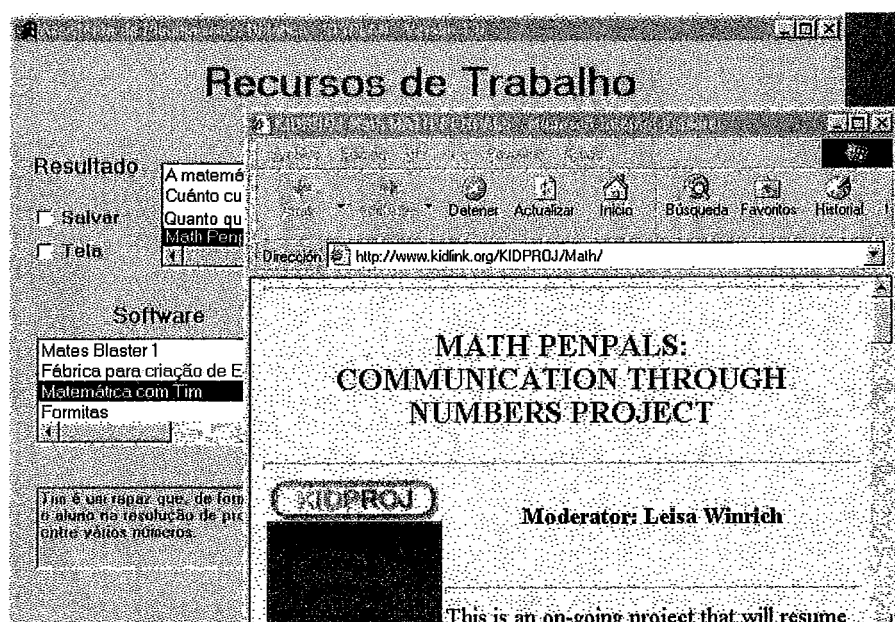 Recursos de Trabalho
Resultado
Salvar
Tela
A matemá
Cuánto cu
Quanto qu
Math Penp
Software
Mates Blaster 1
Fábrica para criação de E
Matemática com Tim
Formitas
Tim é um rapaz que, de form
o aluno na resolução de pro
entre vários números.
Detener Actualizar Inicio Búsqueda Favoritos Historial
Dirección http://www.kidlink.org/KIDPROJ/Math/
MATH PENPALS:
COMMUNICATION THROUGH
NUMBERS PROJECT
KIDPROJ
Moderator: Leisa Winrich
This is an on-going project that will resume